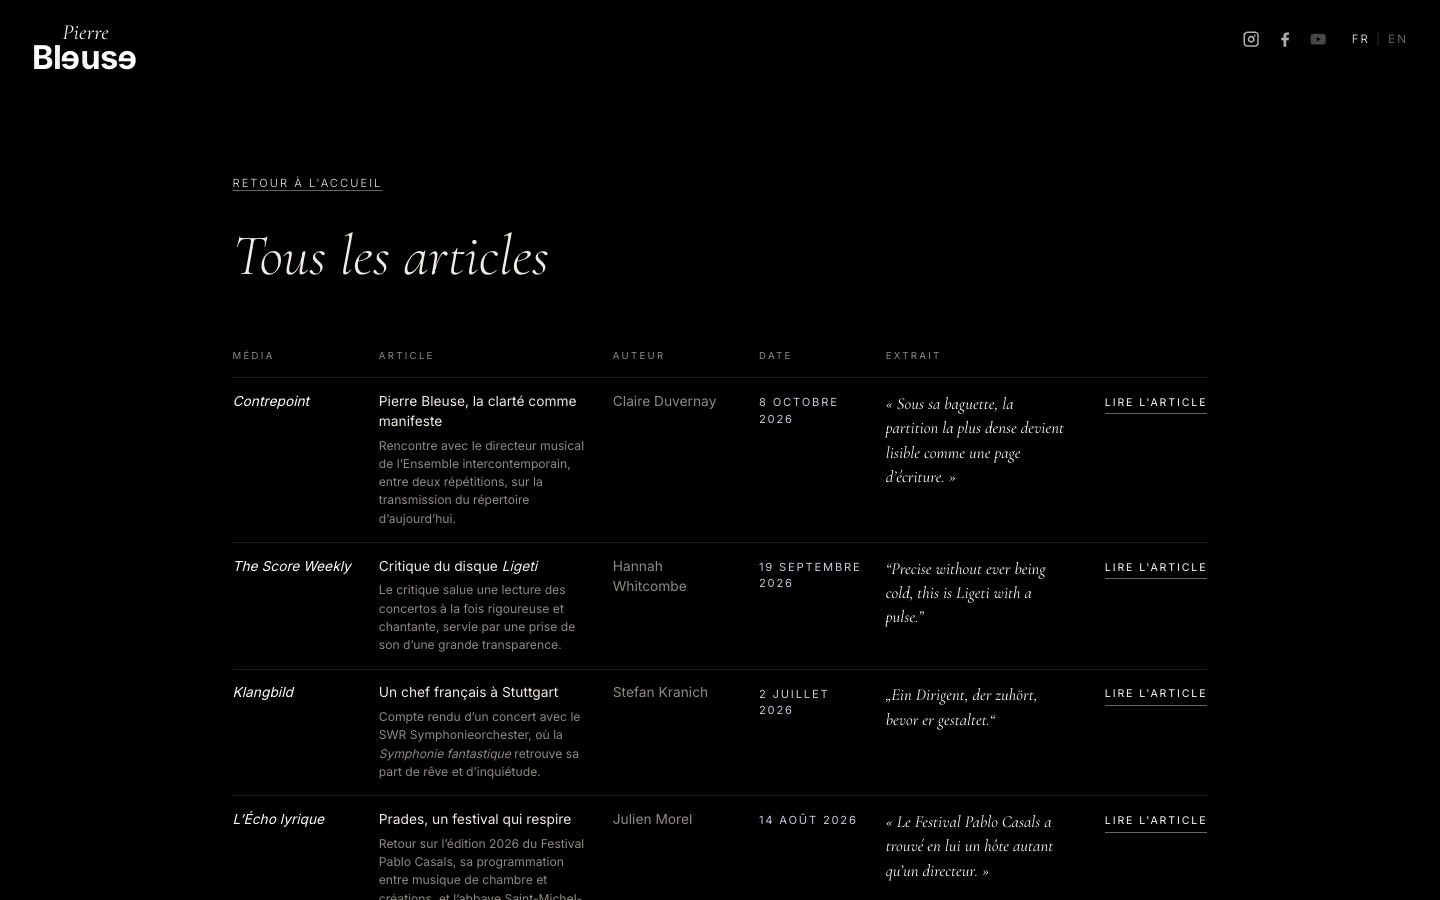 Pierre
Bleuse
FR | EN
RETOUR À L'ACCUEIL
Tous les articles
MÉDIA ARTICLE AUTEUR DATE EXTRAIT
Contrepoint
Pierre Bleuse, la clarté comme
manifeste
Rencontre avec le directeur musical
de l’Ensemble intercontemporain,
entre deux répétitions, sur la
transmission du répertoire
d’aujourd’hui.
Claire Duvernay
8 OCTOBRE
2026
« Sous sa baguette, la
partition la plus dense devient
lisible comme une page
d’écriture. »
LIRE L'ARTICLE
The Score Weekly
Critique du disque Ligeti
Le critique salue une lecture des
concertos à la fois rigoureuse et
chantante, servie par une prise de
son d’une grande transparence.
Hannah
Whitcombe
19 SEPTEMBRE
2026
“Precise without ever being
cold, this is Ligeti with a
pulse.”
LIRE L'ARTICLE
Klangbild
Un chef français à Stuttgart
Compte rendu d’un concert avec le
SWR Symphonieorchester, où la
Symphonie fantastique retrouve sa
part de rêve et d’inquiétude.
Stefan Kranich
2 JUILLET
2026
„Ein Dirigent, der zuhört,
bevor er gestaltet.“
LIRE L'ARTICLE
L’Écho lyrique
Prades, un festival qui respire
Retour sur l’édition 2026 du Festival
Pablo Casals, sa programmation
entre musique de chambre et
créations, et l’abbaye Saint-Michel-
Julien Morel
14 AOÛT 2026
« Le Festival Pablo Casals a
trouvé en lui un hôte autant
qu’un directeur. »
LIRE L'ARTICLE